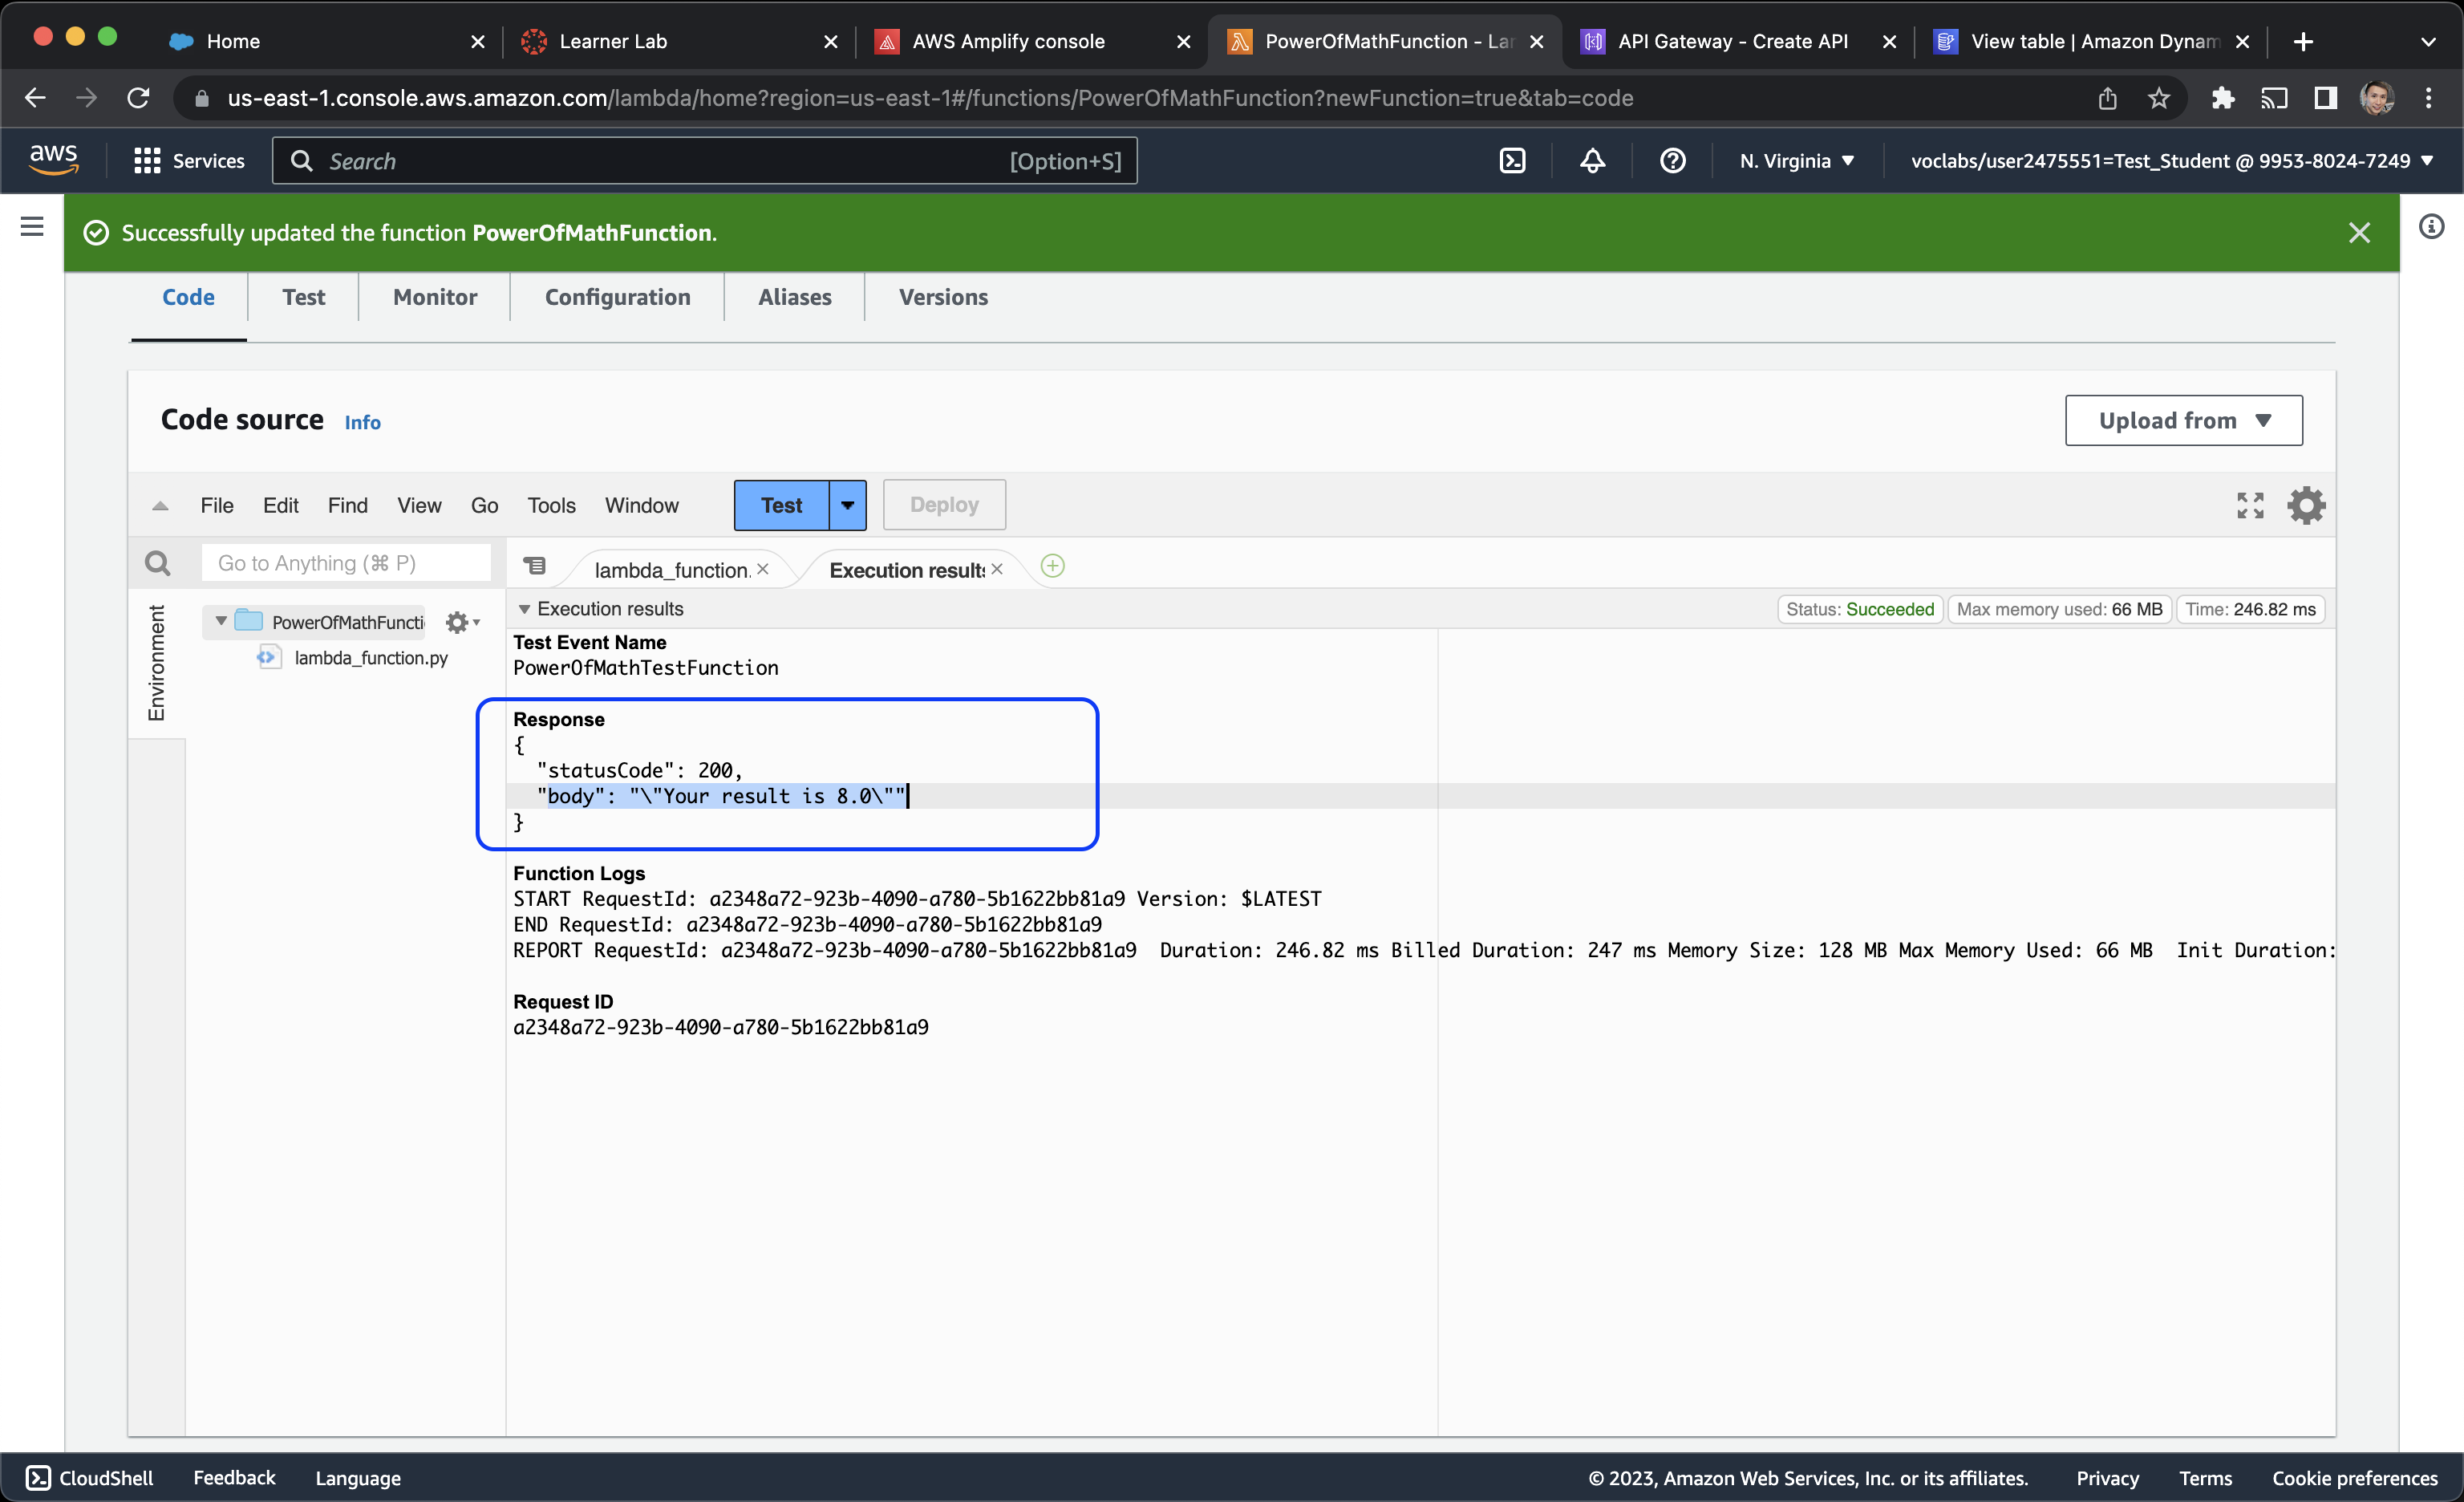 Home
Learner Lab
AWS Amplify console
PowerOfMathFunction - Lar
API Gateway - Create API
View table | Amazon Dynam
us-east-1.console.aws.amazon.com/lambda/home?region=us-east-1#/functions/PowerOfMathFunction?newFunction=true&tab=code
aws
Services
Search
[Option+S]
N. Virginia
voclabs/user2475551=Test_Student @ 9953-8024-7249
Successfully updated the function PowerOfMathFunction.
Code
Test
Monitor
Configuration
Aliases
Versions
Code source
Info
Upload from
File
Edit
Find
View
Go
Tools
Window
Test
Deploy
Go to Anything (⌘ P)
lambda_function.
Execution results
Environment
PowerOfMathFuncti
lambda_function.py
Execution results
Status: Succeeded
Max memory used: 66 MB
Time: 246.82 ms
Test Event Name
PowerOfMathTestFunction
Response
{
"statusCode": 200,
"body": "\"Your result is 8.0\""
}
Function Logs
START RequestId: a2348a72-923b-4090-a780-5b1622bb81a9 Version: $LATEST
END RequestId: a2348a72-923b-4090-a780-5b1622bb81a9
REPORT RequestId: a2348a72-923b-4090-a780-5b1622bb81a9  Duration: 246.82 ms Billed Duration: 247 ms Memory Size: 128 MB Max Memory Used: 66 MB  Init Duration:
Request ID
a2348a72-923b-4090-a780-5b1622bb81a9
CloudShell
Feedback
Language
© 2023, Amazon Web Services, Inc. or its affiliates.
Privacy
Terms
Cookie preferences